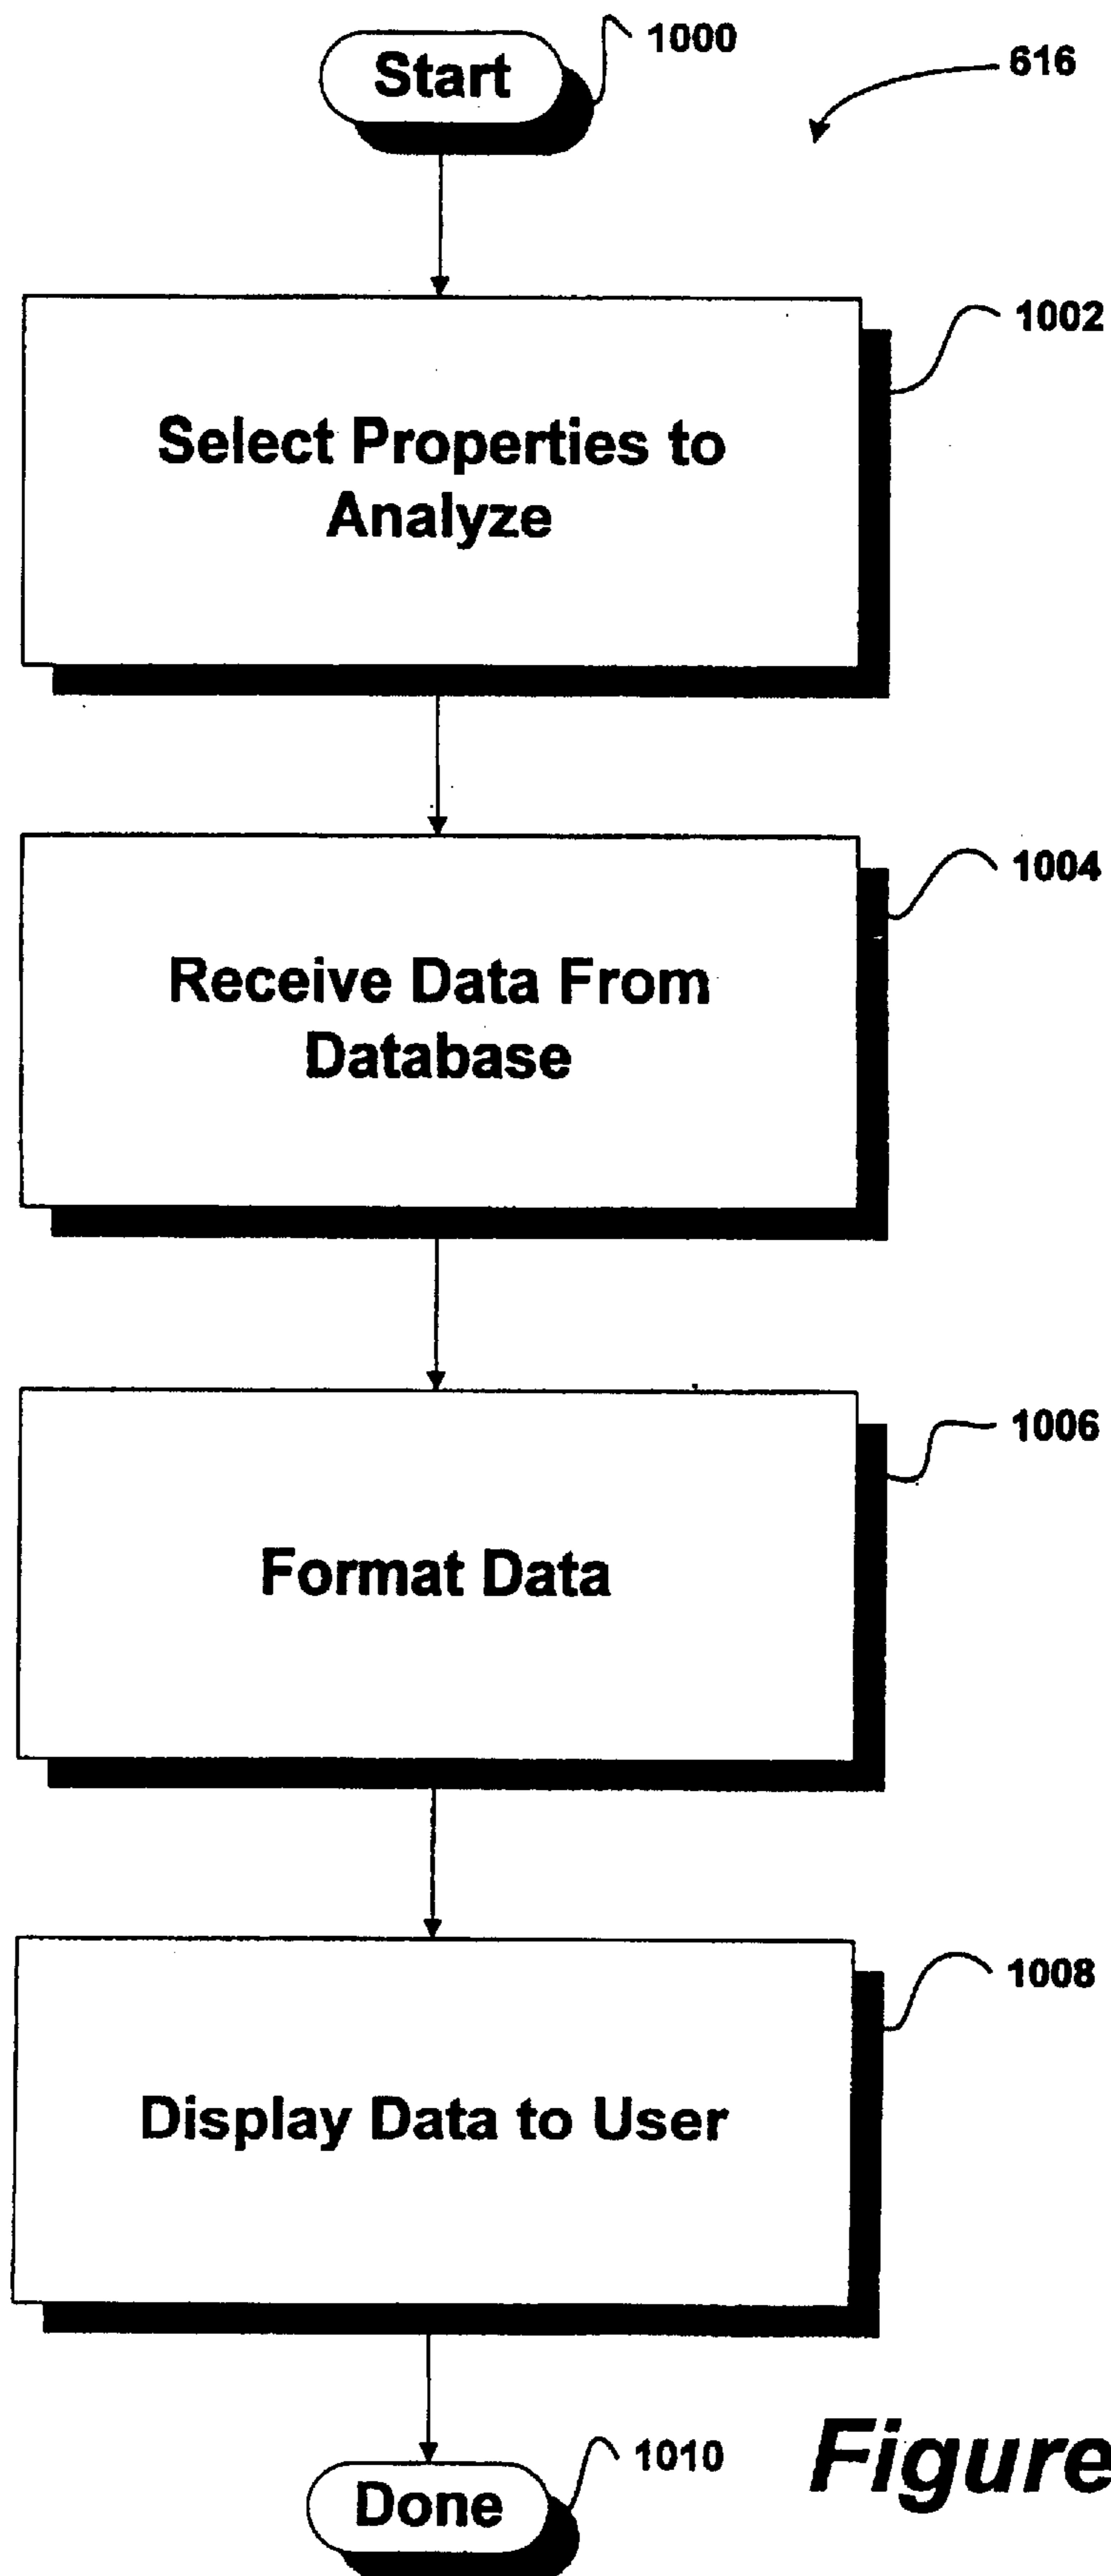 Start
1000
616
Select Properties to
Analyze
1002
Receive Data From
Database
1004
Format Data
1006
Display Data to User
1008
Done
1010
Figure